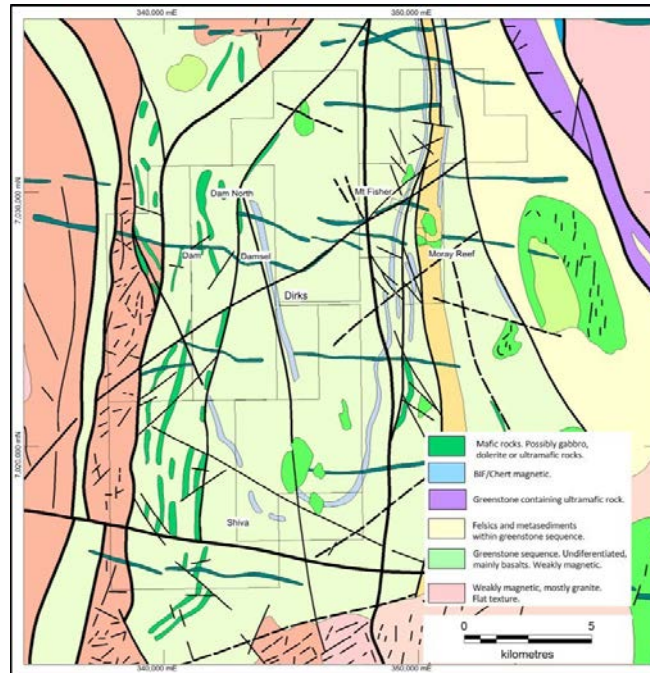 340,000 mE
350,000 mE
7,030,000 mN
Dam North
Mt Fisher
Dam
Damsel
Moray Reef
Dirks
7,020,000 mN
Shiva
Mafic rocks. Possibly gabbro,
dolerite or ultramafic rocks.
BIF/Chert magnetic.
Greenstone containing ultramafic rock.
Felsics and metasediments
within greenstone sequence.
Greenstone sequence. Undiferentiated,
mainly basalts. Weakly magnetic.
Weakly magnetic, mostly granite.
Flat texture.
0 5
kilometres
340,000 mE
350,000 mE